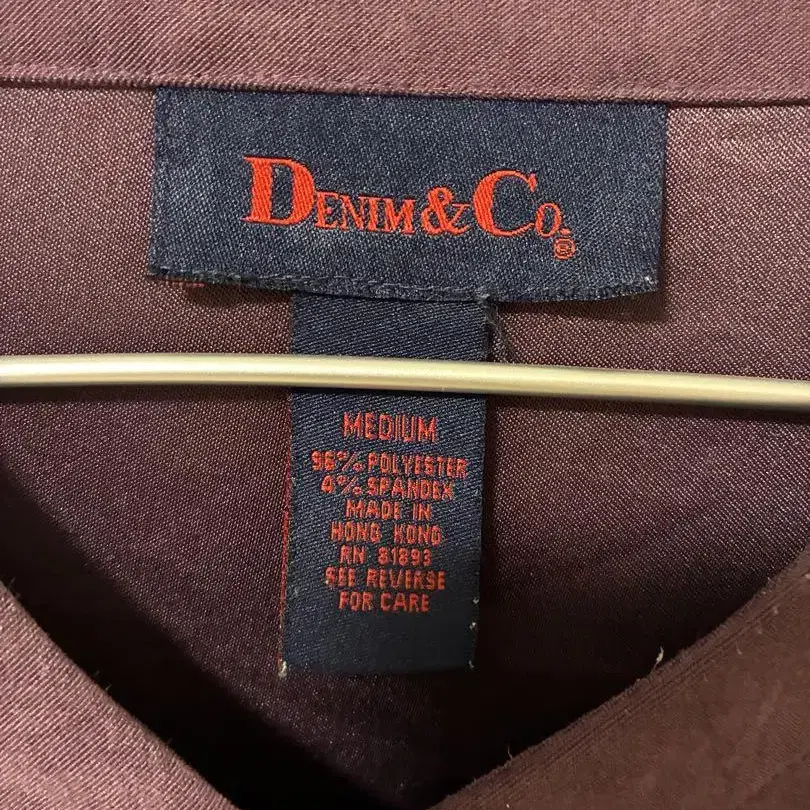 DENIM & CO.®
MEDIUM
96% POLYESTER
4% SPANDEX
MADE IN
HONG KONG
RN 81893
SEE REVERSE
FOR CARE